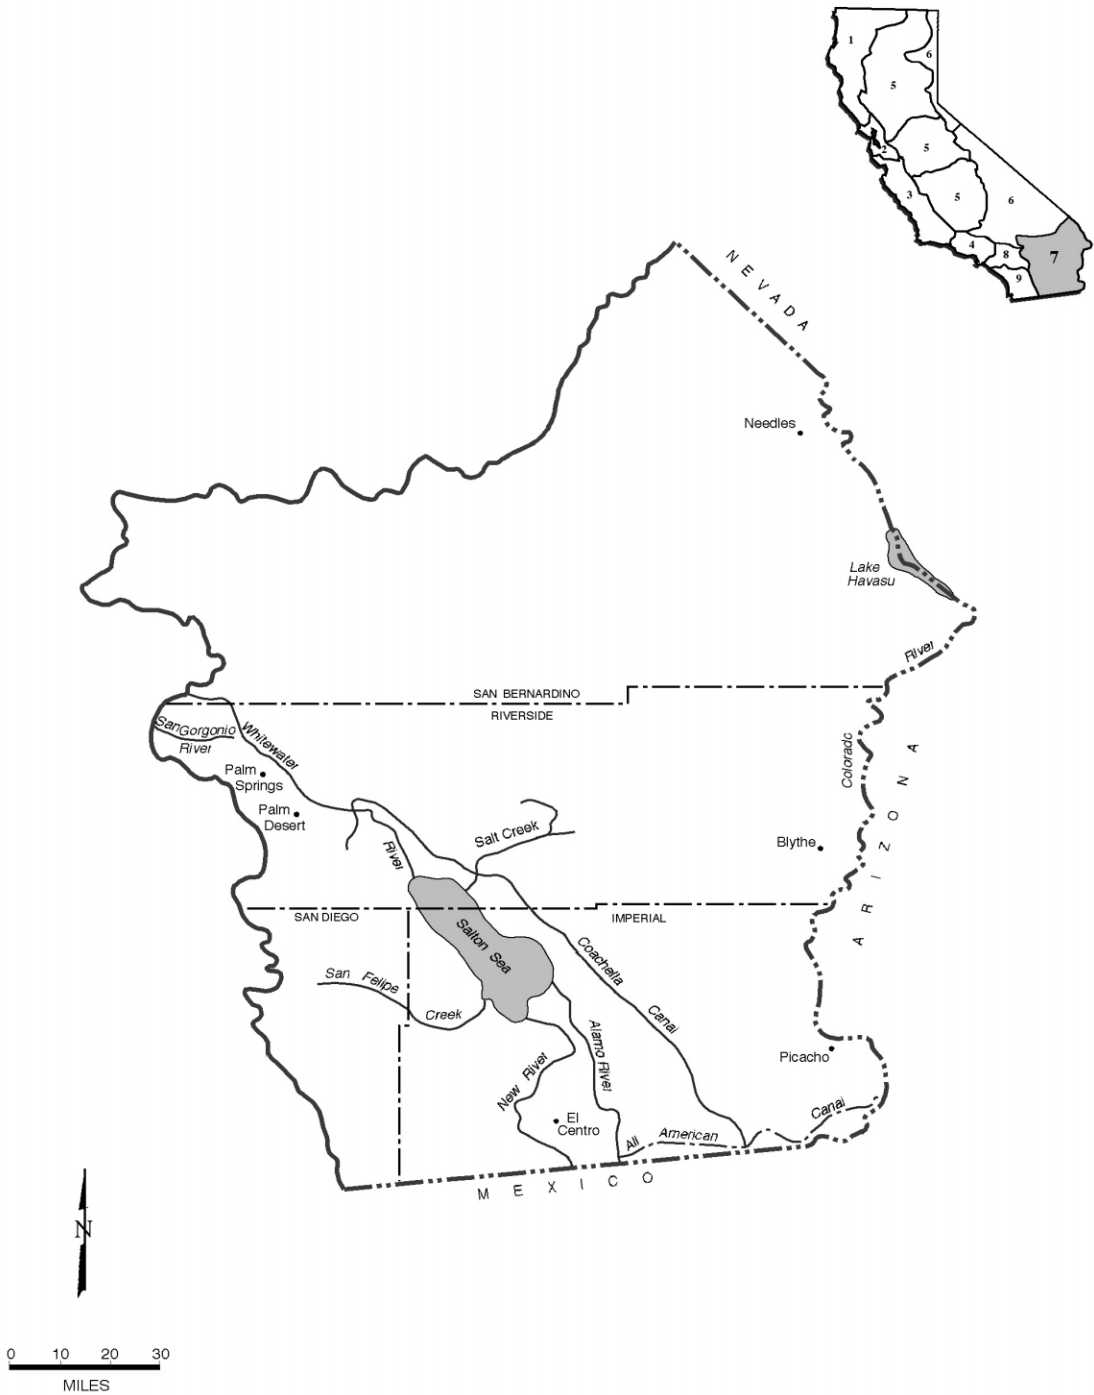 1
6
5
5
2
3
5
6
4
8
7
9
NEVADA
Needles
Lake
Havasu
River
SAN BERNARDINO
RIVERSIDE
San Gorgonio
River
Whitewater
River
Palm
Springs
Palm
Desert
Salt Creek
Colorado
ARIZONA
Blythe
SAN DIEGO
IMPERIAL
Salton Sea
San Felipe
Creek
Coachella
Canal
Alamo River
New River
Picacho
El
Centro
All American
Canal
MEXICO
N
0 10 20 30
MILES